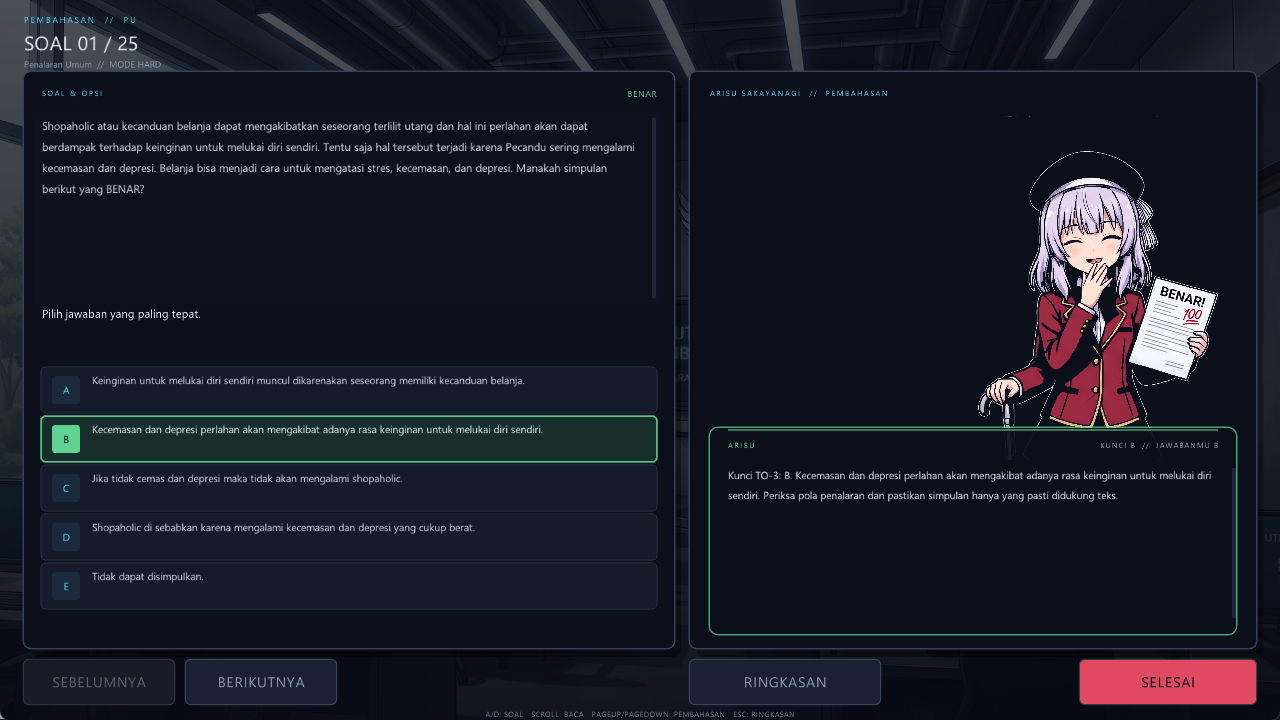 PEMBAHASAN // PU
SOAL 01 / 25
Penalaran Umum // MODE HARD
SOAL & OPSI
BENAR
Shopaholic atau kecanduan belanja dapat mengakibatkan seseorang terlilit utang dan hal ini perlahan akan dapat
berdampak terhadap keinginan untuk melukai diri sendiri. Tentu saja hal tersebut terjadi karena Pecandu sering mengalami
kecemasan dan depresi. Belanja bisa menjadi cara untuk mengatasi stres, kecemasan, dan depresi. Manakah simpulan
berikut yang BENAR?
Pilih jawaban yang paling tepat.
A Keinginan untuk melukai diri sendiri muncul dikarenakan seseorang memiliki kecanduan belanja.
B Kecemasan dan depresi perlahan akan mengakibat adanya rasa keinginan untuk melukai diri sendiri.
C Jika tidak cemas dan depresi maka tidak akan mengalami shopaholic.
D Shopaholic di sebabkan karena mengalami kecemasan dan depresi yang cukup berat.
E Tidak dapat disimpulkan.
ARISU SAKAYANAGI // PEMBAHASAN
BENAR!
100
ARISU
KUNCI B // JAWABANMU B
Kunci TO-3: B. Kecemasan dan depresi perlahan akan mengakibat adanya rasa keinginan untuk melukai diri
sendiri. Periksa pola penalaran dan pastikan simpulan hanya yang pasti didukung teks.
SEBELUMNYA
BERIKUTNYA
RINGKASAN
SELESAI
A/D: SOAL SCROLL: BACA PAGEUP/PAGEDOWN: PEMBAHASAN ESC: RINGKASAN